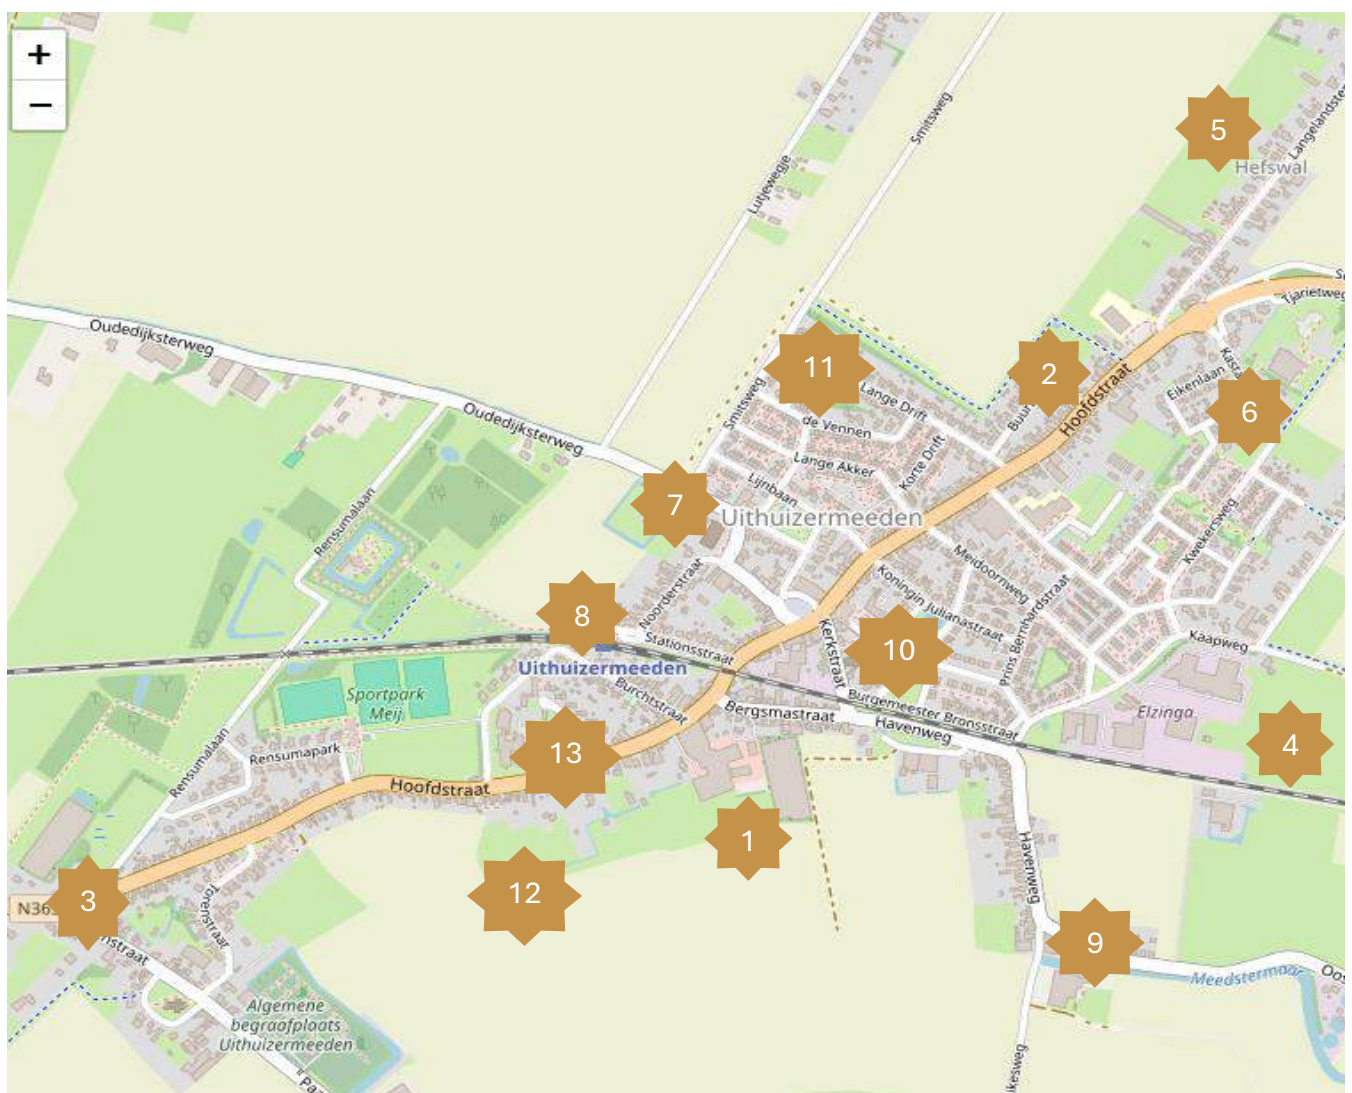 +
−
5
Langelandster
Hefswal
Smitsweg
Lutjewegje
Tjarietweg
Oudedijksterweg
11
2
Hoofdstraat
Eikenlaan
6
Lange Drift
de Vennen
Smitsweg
Oudedijksterweg
Lange Akker
Korte Drift
Lijnbaan
7
Uithuizermeeden
Rensumalaan
Kwekersweg
Meidoornweg
Koningin Julianastraat
Prins Bernhardstraat
8
Noorderstraat
Stationsstraat
Kerkstraat
10
Kaapweg
Uithuizermeeden
Sportpark
Meij
Burchtstraat
Burgemeester Bronsstraat
Bergsmastraat
Havenweg
Elzinga
4
Rensumalaan
Rensumapark
13
Hoofdstraat
1
12
Havenweg
3
Torenstraat
9
Meedstermaar
Algemene
begraafplaats
Uithuizermeeden